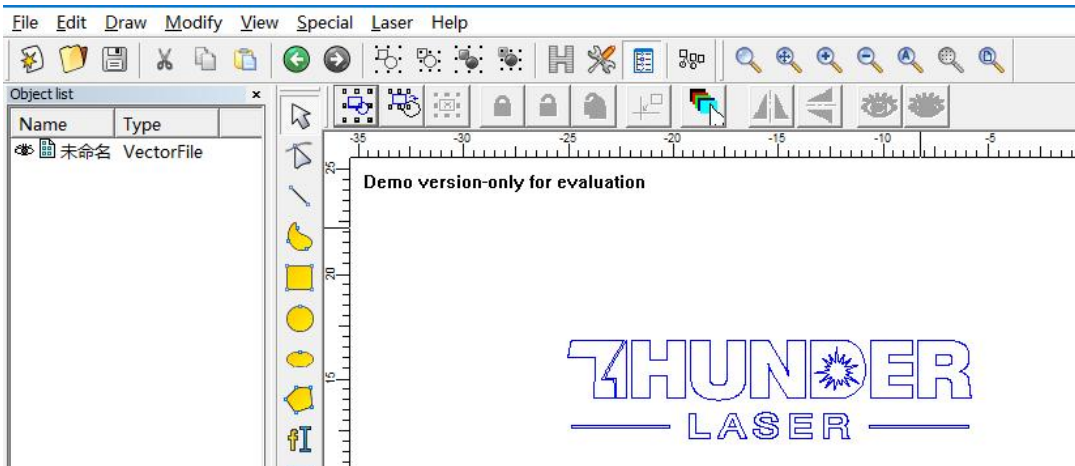 File Edit Draw Modify View Special Laser Help
Object list
Name Type
未命名 VectorFile
-35 -30 -25 -20 -15 -10 -5
25
Demo version-only for evaluation
20
15
THUNDER
LASER